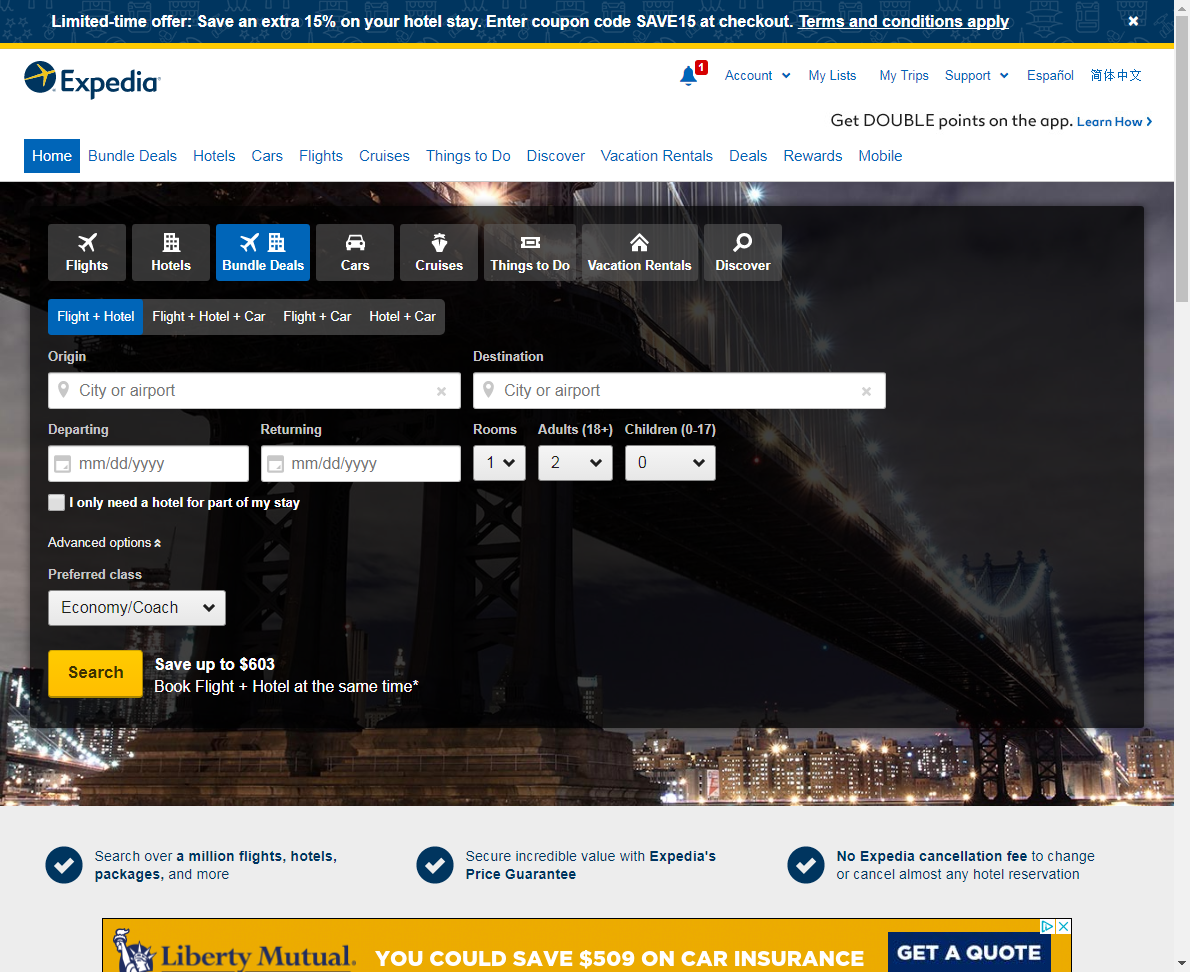 Limited-time offer: Save an extra 15% on your hotel stay. Enter coupon code SAVE15 at checkout. Terms and conditions apply
Expedia
1
Account
My Lists
My Trips
Support
Español
简体中文
Get DOUBLE points on the app. Learn How
Home
Bundle Deals
Hotels
Cars
Flights
Cruises
Things to Do
Discover
Vacation Rentals
Deals
Rewards
Mobile
Flights
Hotels
Bundle Deals
Cars
Cruises
Things to Do
Vacation Rentals
Discover
Flight + Hotel
Flight + Hotel + Car
Flight + Car
Hotel + Car
Origin
Destination
City or airport
City or airport
Departing
Returning
Rooms
Adults (18+)
Children (0-17)
mm/dd/yyyy
mm/dd/yyyy
1
2
0
I only need a hotel for part of my stay
Advanced options
Preferred class
Economy/Coach
Search
Save up to $603
Book Flight + Hotel at the same time*
Search over a million flights, hotels,
packages, and more
Secure incredible value with Expedia's
Price Guarantee
No Expedia cancellation fee to change
or cancel almost any hotel reservation
Liberty Mutual.
YOU COULD SAVE $509 ON CAR INSURANCE
GET A QUOTE